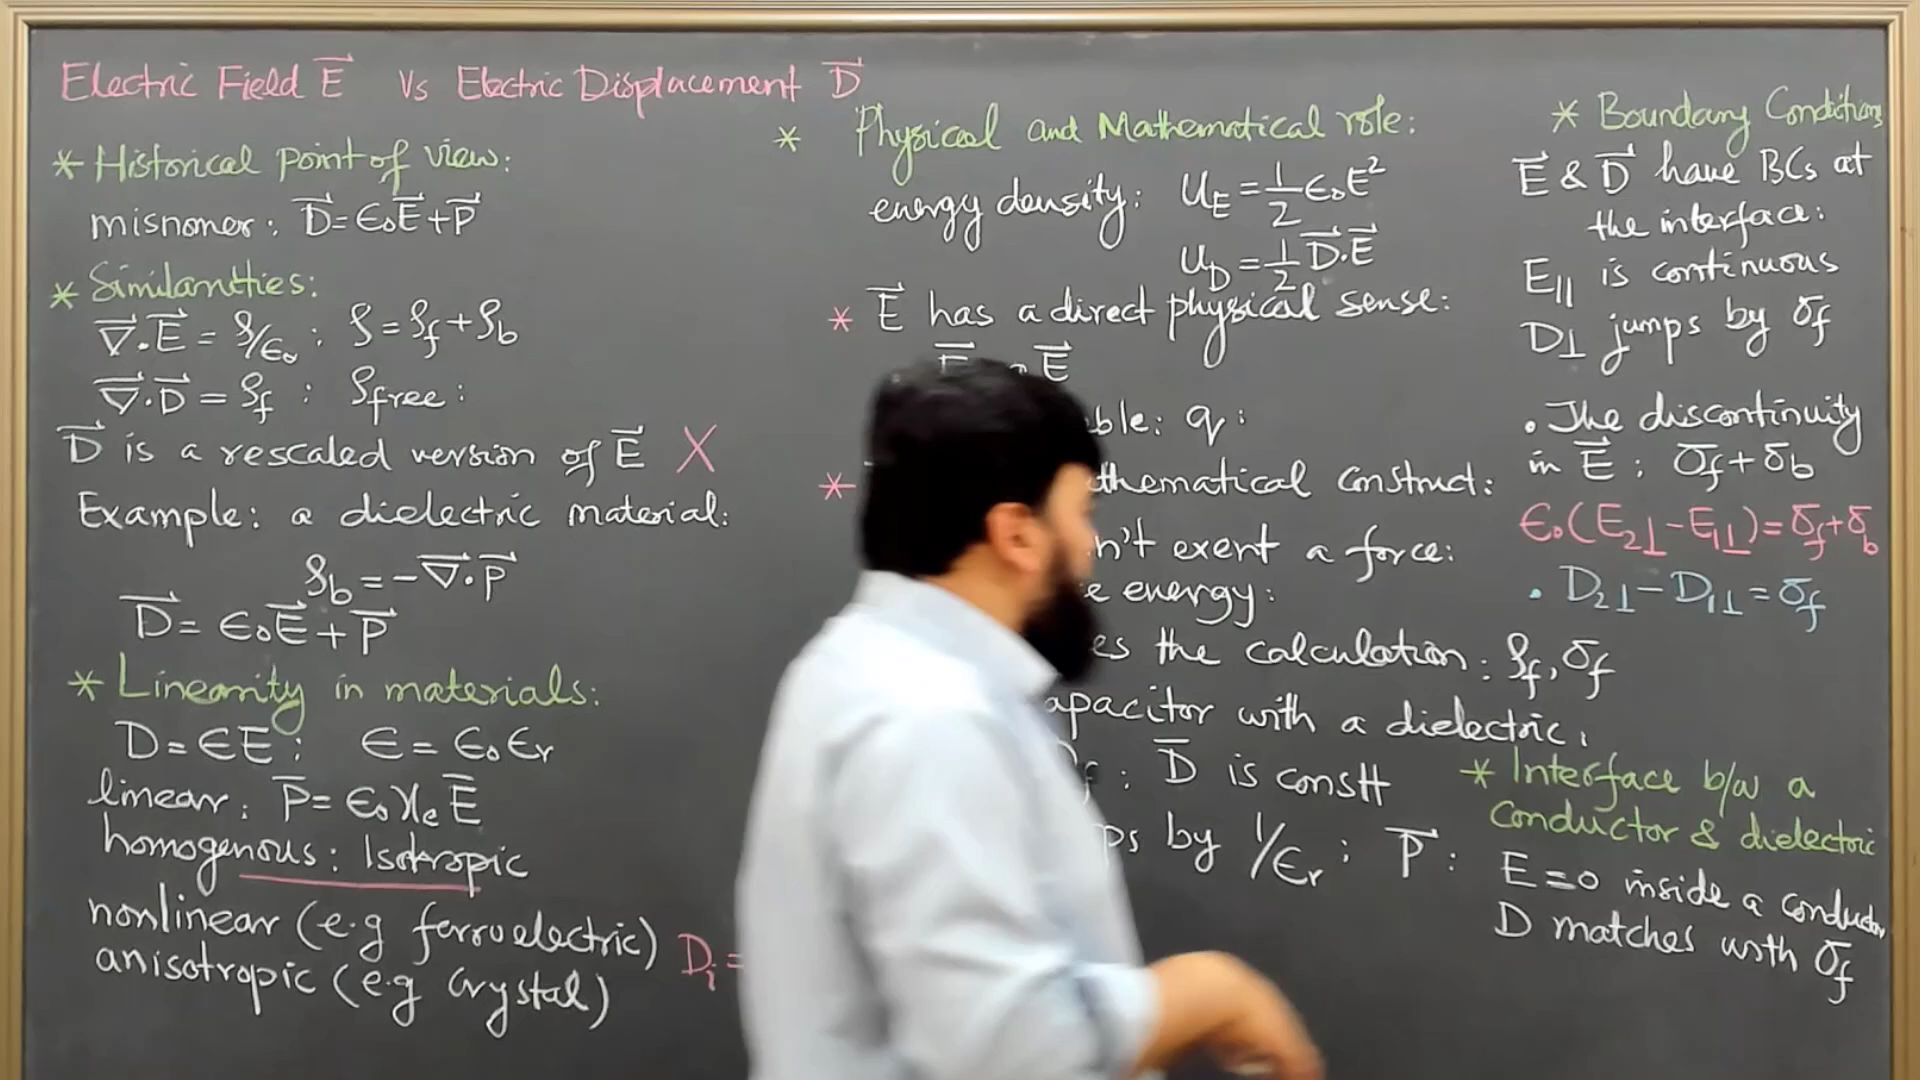 Electric Field E⃗ Vs Electric Displacement D⃗
* Historical point of view:
misnomer: D⃗ = ϵ₀E⃗ + P⃗
* Similarities:
∇⃗.E⃗ = ρ/ϵ₀ : ρ = ρf + ρb
∇⃗.D⃗ = ρf : ρfree :
D⃗ is a rescaled version of E⃗ X
Example: a dielectric material:
ρb = -∇⃗.P⃗
D⃗ = ϵ₀E⃗ + P⃗
* Linearity in materials:
D = ϵE : ϵ = ϵ₀ϵr
linear: P̅ = ϵ₀χeE̅
homogenous: Isotropic
nonlinear (e.g ferroelectric)
anisotropic (e.g crystal)
Di =
* Physical and Mathematical role:
energy density: UE = 1/2 ϵ₀E²
UD = 1/2 D⃗.E⃗
* E⃗ has a direct physical sense:
E⃗
q :
* thematical construct:
n't exert a force:
energy:
the calculation: ρf, σf
apacitor with a dielectric,
: D̅ is constt
by 1/ϵr ; P⃗ :
* Boundary Conditions
E⃗ & D⃗ have BCs at
the interface:
E|| is continuous
D⊥ jumps by σf
. The discontinuity
in E⃗ : σf + σb
ϵ₀(E2⊥ - E1⊥) = σf + σb
. D2⊥ - D1⊥ = σf
* Interface b/w a
Conductor & dielectric
E = 0 inside a conductor
D matches with σf